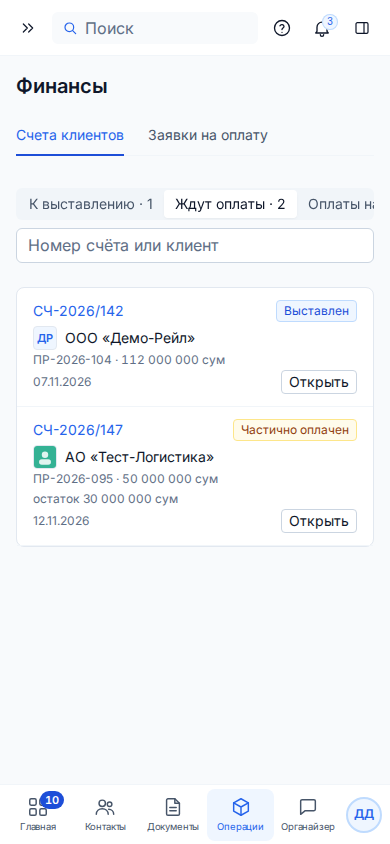 Поиск
3
Финансы
Счета клиентов
Заявки на оплату
К выставлению · 1
Ждут оплаты · 2
Оплаты
Номер счёта или клиент
СЧ-2026/142
Выставлен
ДР
ООО «Демо-Рейл»
ПР-2026-104 · 112 000 000 сум
07.11.2026
Открыть
СЧ-2026/147
Частично оплачен
АО «Тест-Логистика»
ПР-2026-095 · 50 000 000 сум
остаток 30 000 000 сум
12.11.2026
Открыть
10
Главная
Контакты
Документы
Операции
Органайзер
ДД